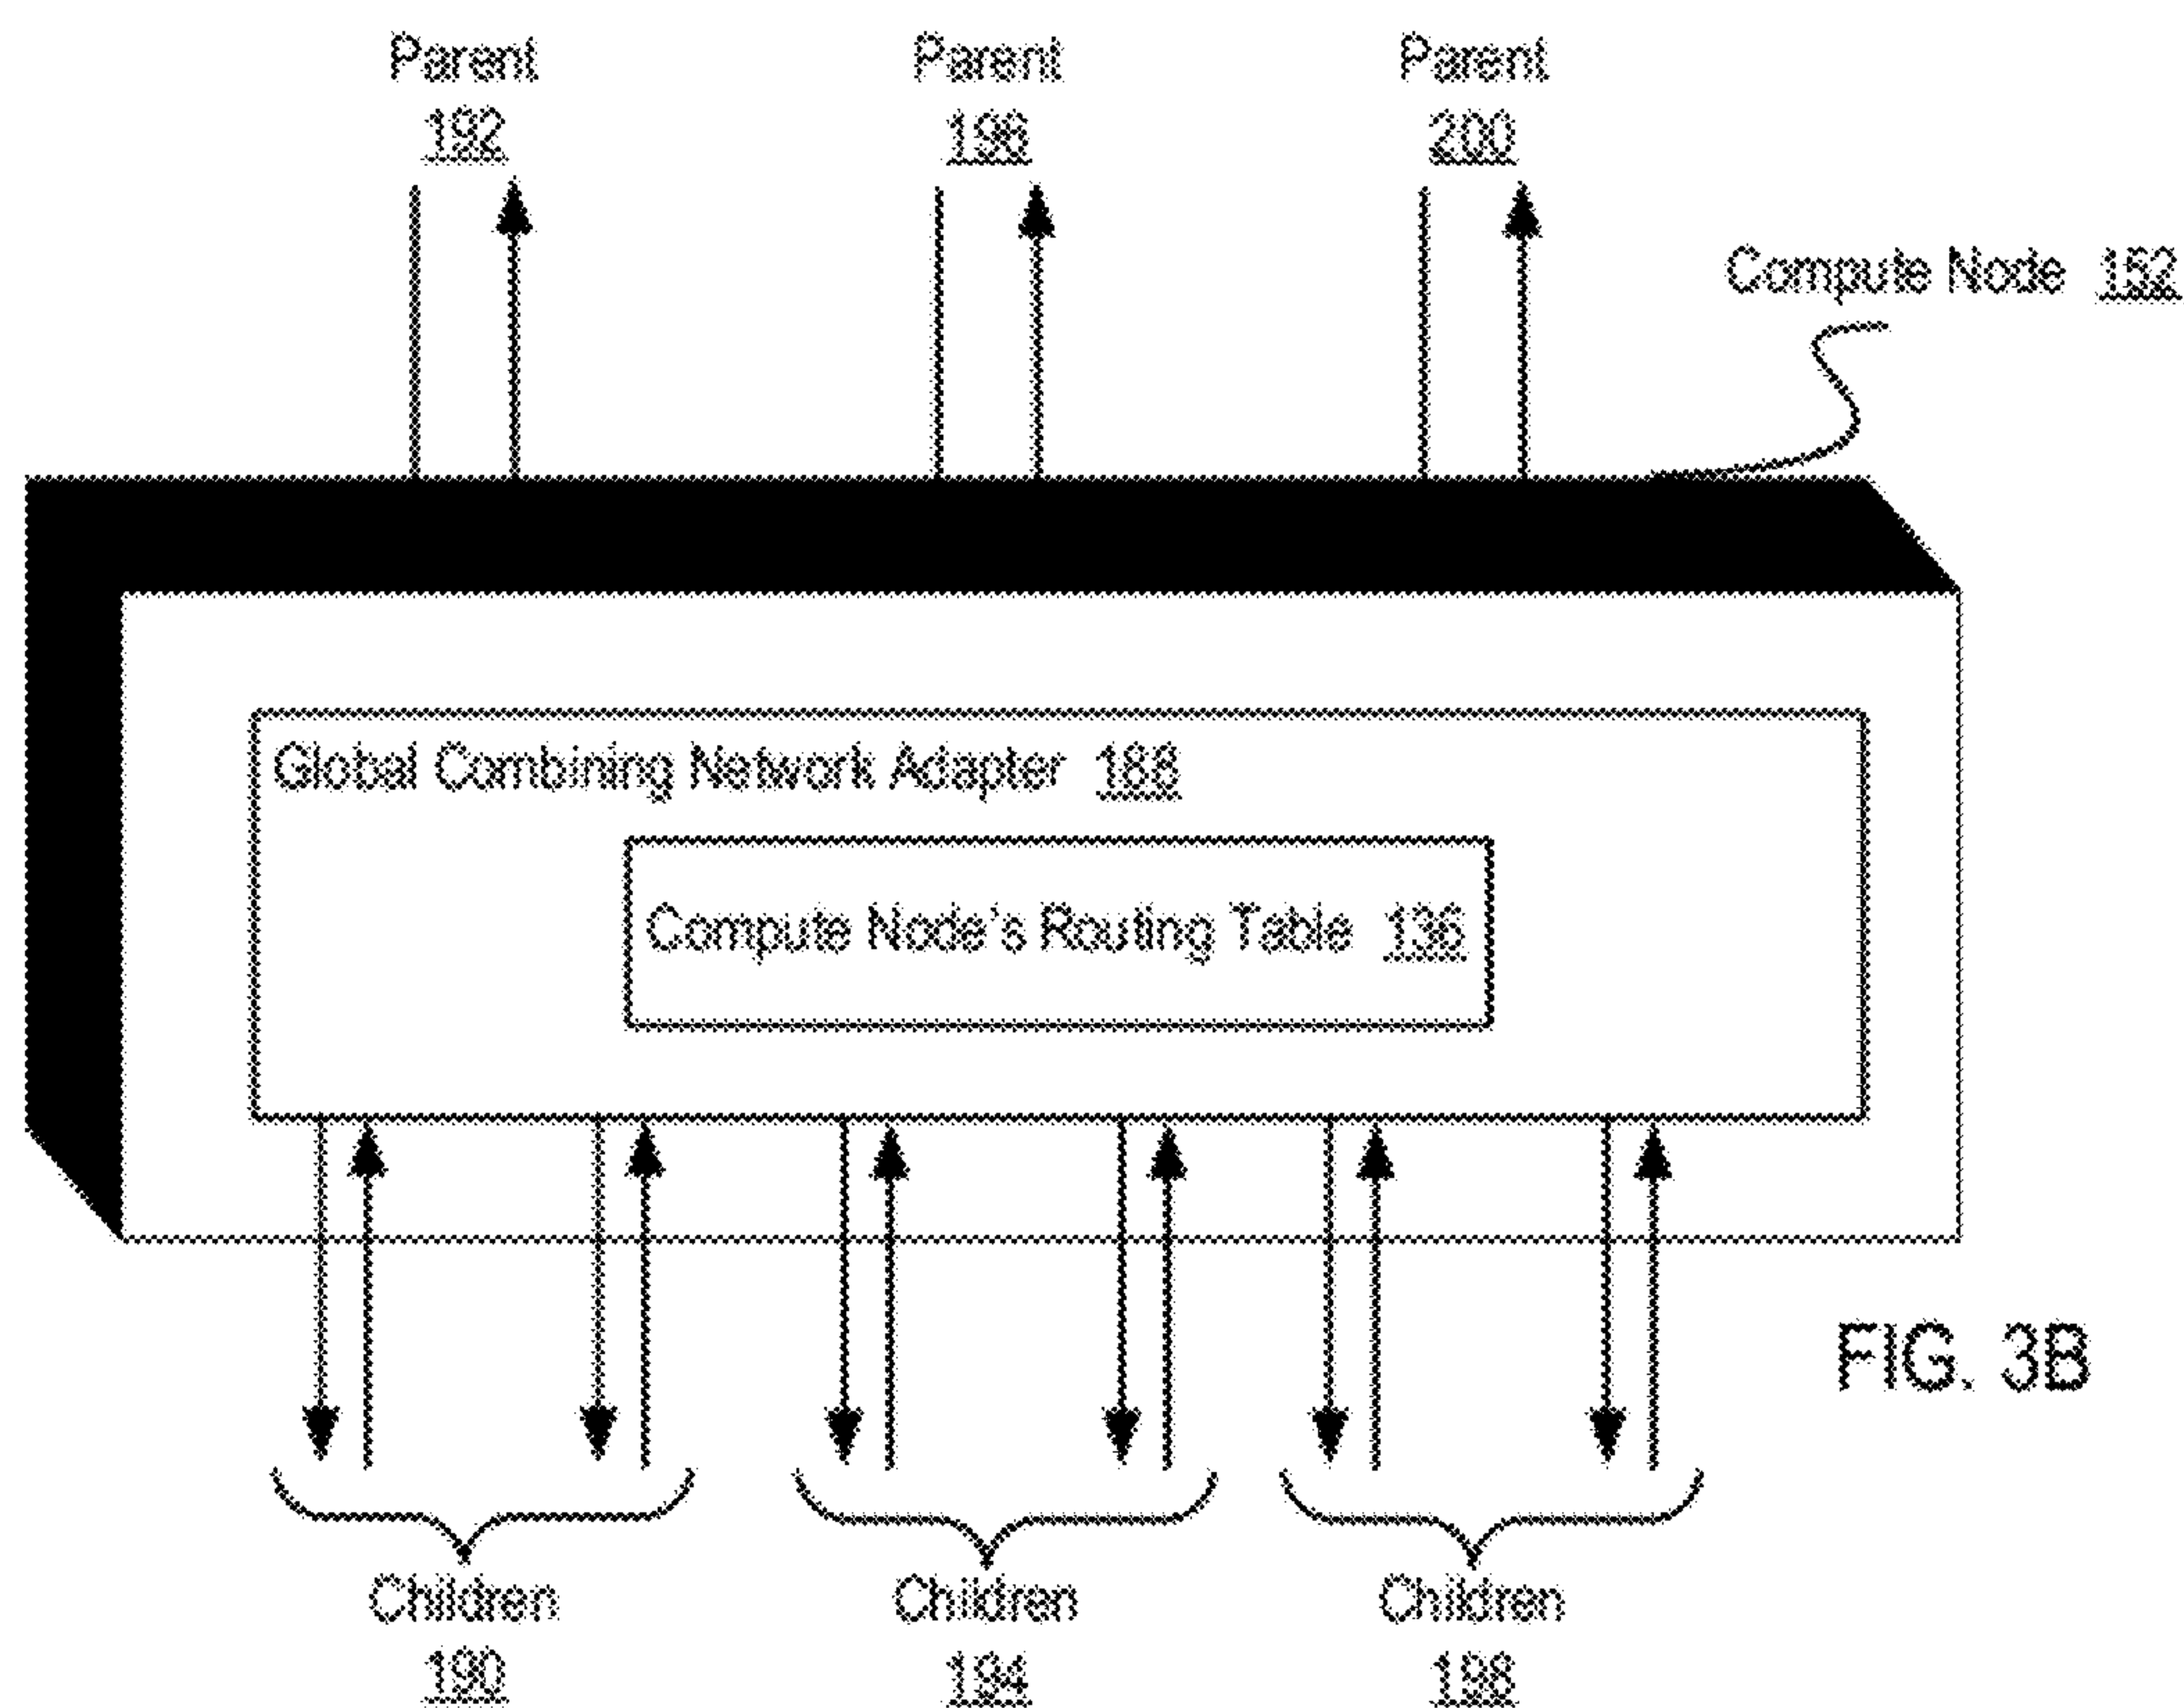 Parent
192
Parent
196
Parent
200
Compute Node 152
Global Combining Network Adapter 188
Compute Node's Routing Table 136
FIG. 3B
Children
190
Children
194
Children
198